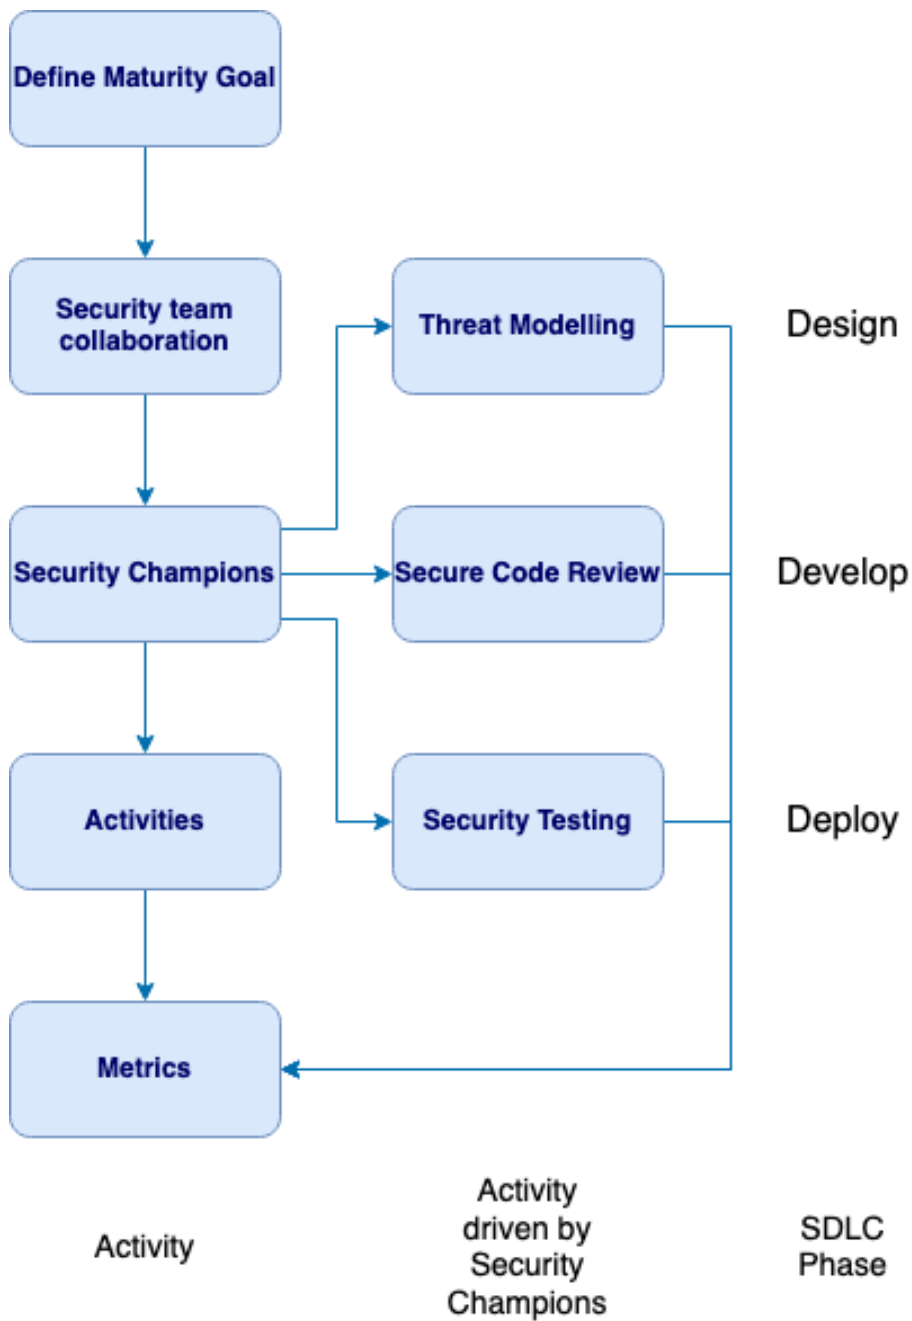 Define Maturity Goal
Security team
collaboration
Threat Modelling
Design
Security Champions
Secure Code Review
Develop
Activities
Security Testing
Deploy
Metrics
Activity
Activity
driven by
Security
Champions
SDLC
Phase